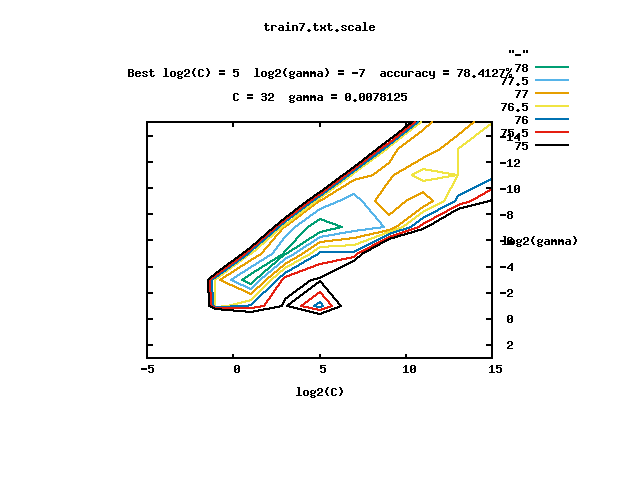 train7.txt.scale
"-"
Best log2(C) = 5  log2(gamma) = -7  accuracy = 78.4127%
78
77.5
77
C = 32  gamma = 0.0078125
76.5
76
75.5
-14
75
-12
-10
-8
-6
log2(gamma)
-4
-2
0
2
-5 0 5 10 15
log2(C)